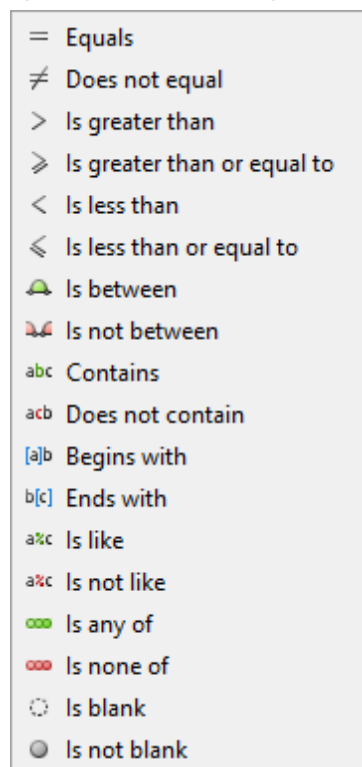 = Equals
≠ Does not equal
> Is greater than
⩾ Is greater than or equal to
< Is less than
⩽ Is less than or equal to
Is between
Is not between
abc Contains
acb Does not contain
[a]b Begins with
b[c] Ends with
a%c Is like
a%c Is not like
Is any of
Is none of
Is blank
Is not blank